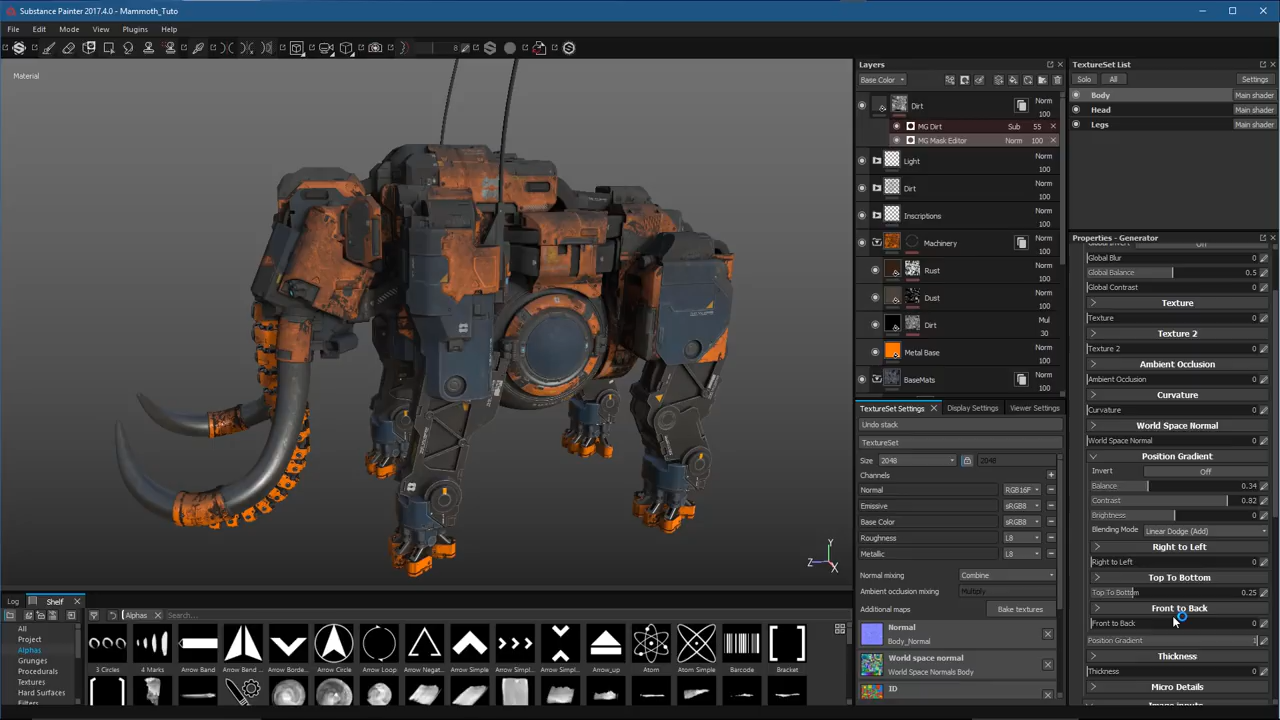 Substance Painter 2017.4.0 - Mammoth_Tuto
File Edit Mode View Plugins Help
Material
Layers
Base Color
Dirt Norm 100
MG Dirt Sub 55
MG Mask Editor Norm 100
Light Norm 100
Dirt Norm 100
Inscriptions Norm 100
Machinery Norm 100
Rust Norm 100
Dust Norm 100
Dirt Mul 30
Metal Base Norm 100
BaseMats Norm 100
TextureSet Settings Display Settings Viewer Settings
Undo stack
TextureSet
Size 2048 2048
Channels
Normal RGB16F
Emissive sRGB8
Base Color sRGB8
Roughness L8
Metallic L8
Normal mixing Combine
Ambient occlusion mixing Multiply
Additional maps Bake textures
Normal
Body_Normal
World space normal
World Space Normals Body
ID
TextureSet List
Solo All Settings
Body Main shader
Head Main shader
Legs Main shader
Properties - Generator
Off
Global Blur 0
Global Balance 0.5
Global Contrast 0
Texture
Texture 0
Texture 2
Texture 2 0
Ambient Occlusion
Ambient Occlusion 0
Curvature
Curvature 0
World Space Normal
World Space Normal 0
Position Gradient
Invert Off
Balance 0.34
Contrast 0.82
Brightness 0
Blending Mode Linear Dodge (Add)
Right to Left
Right to Left 0
Top To Bottom
Top To Bottom 0.25
Front to Back
Front to Back 0
Position Gradient 1
Thickness
Thickness 0
Micro Details
Log Shelf
Alphas Search...
All
Project
Alphas
Grunges
Procedurals
Textures
Hard Surfaces
Filters
3 Circles 4 Marks Arrow Band Arrow Bend ... Arrow Borde... Arrow Circle Arrow Negat... Arrow Simp... Arrow Simp... Arrow Simpl... Arrow_up Atom Atom Simple Barcode Bracket
Z Y X